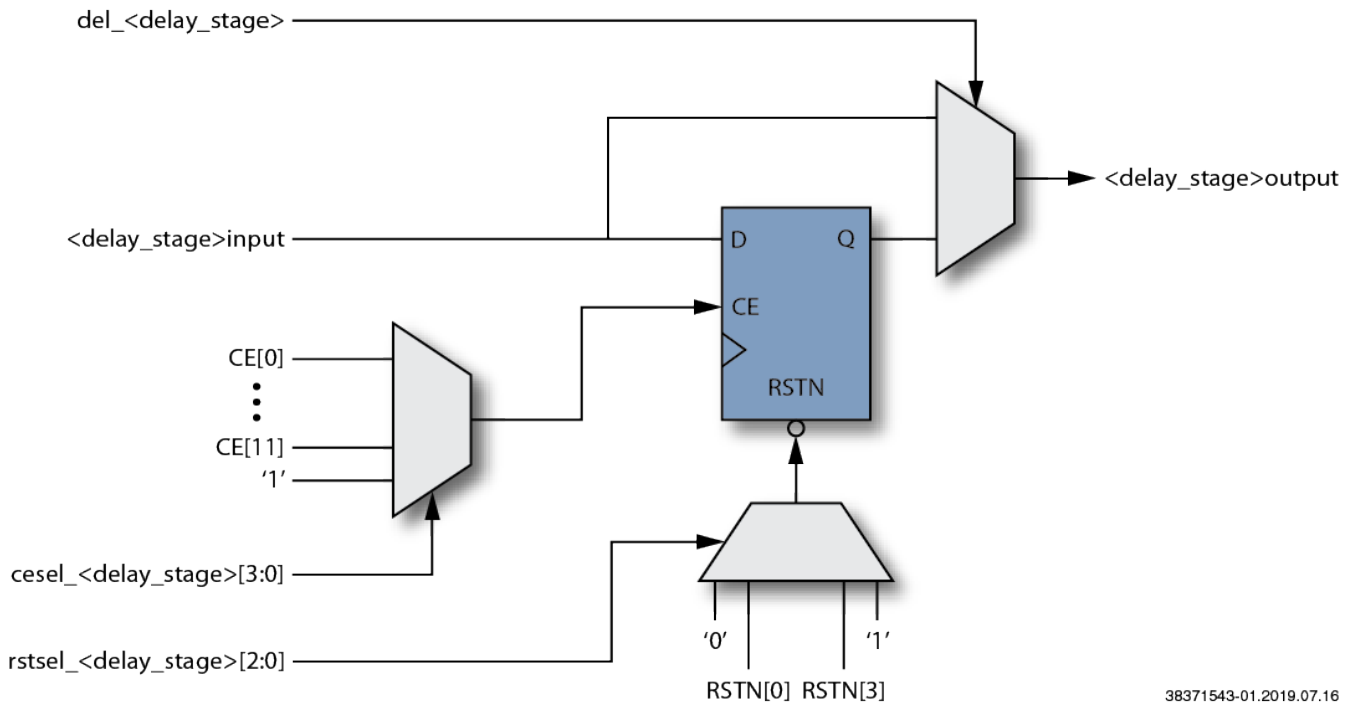 del_<delay_stage>
<delay_stage>output
<delay_stage>input
D
Q
CE
RSTN
CE[0]
CE[11]
‘1’
cesel_<delay_stage>[3:0]
rstsel_<delay_stage>[2:0]
‘0’
‘1’
RSTN[0] RSTN[3]
38371543-01.2019.07.16